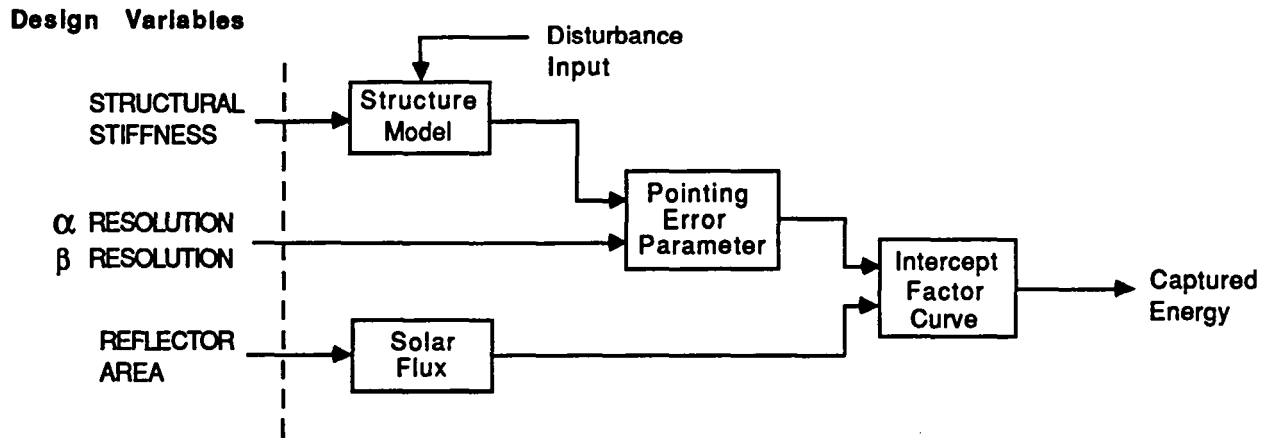 Design Variables
Disturbance
Input
STRUCTURAL
STIFFNESS
Structure
Model
α RESOLUTION
β RESOLUTION
Pointing
Error
Parameter
Intercept
Factor
Curve
Captured
Energy
REFLECTOR
AREA
Solar
Flux